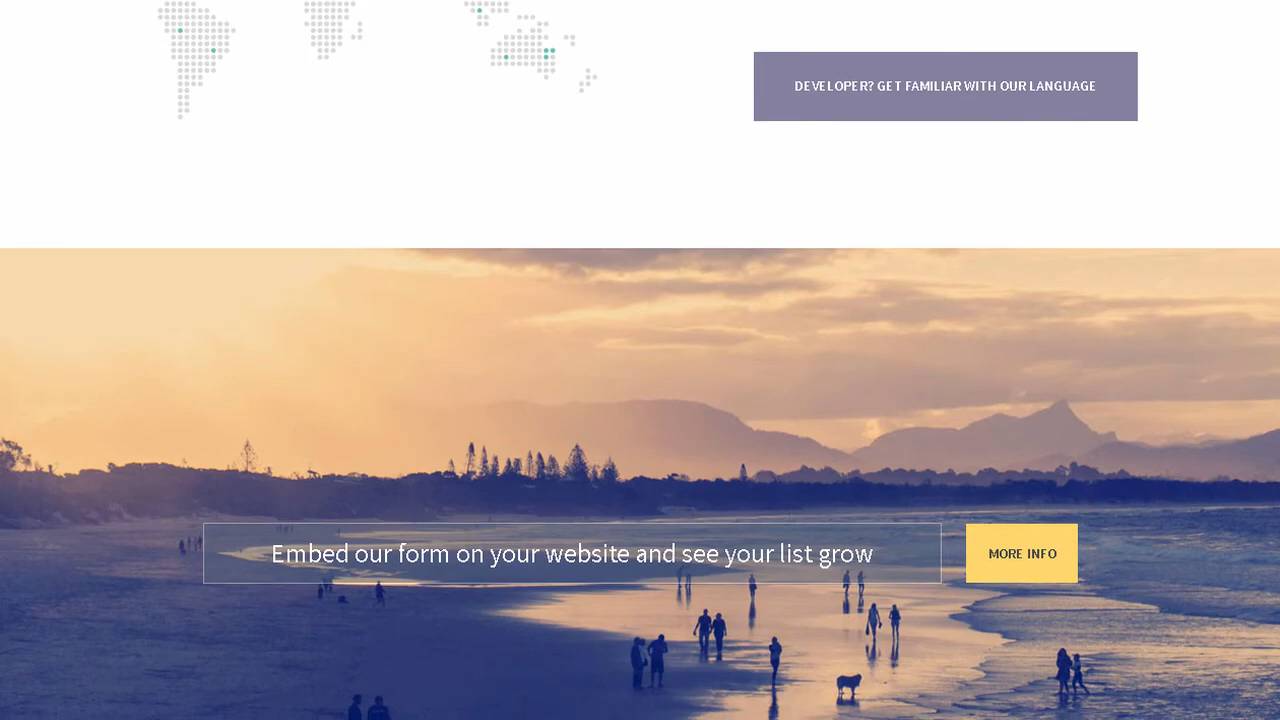 DEVELOPER? GET FAMILIAR WITH OUR LANGUAGE
Embed our form on your website and see your list grow
MORE INFO